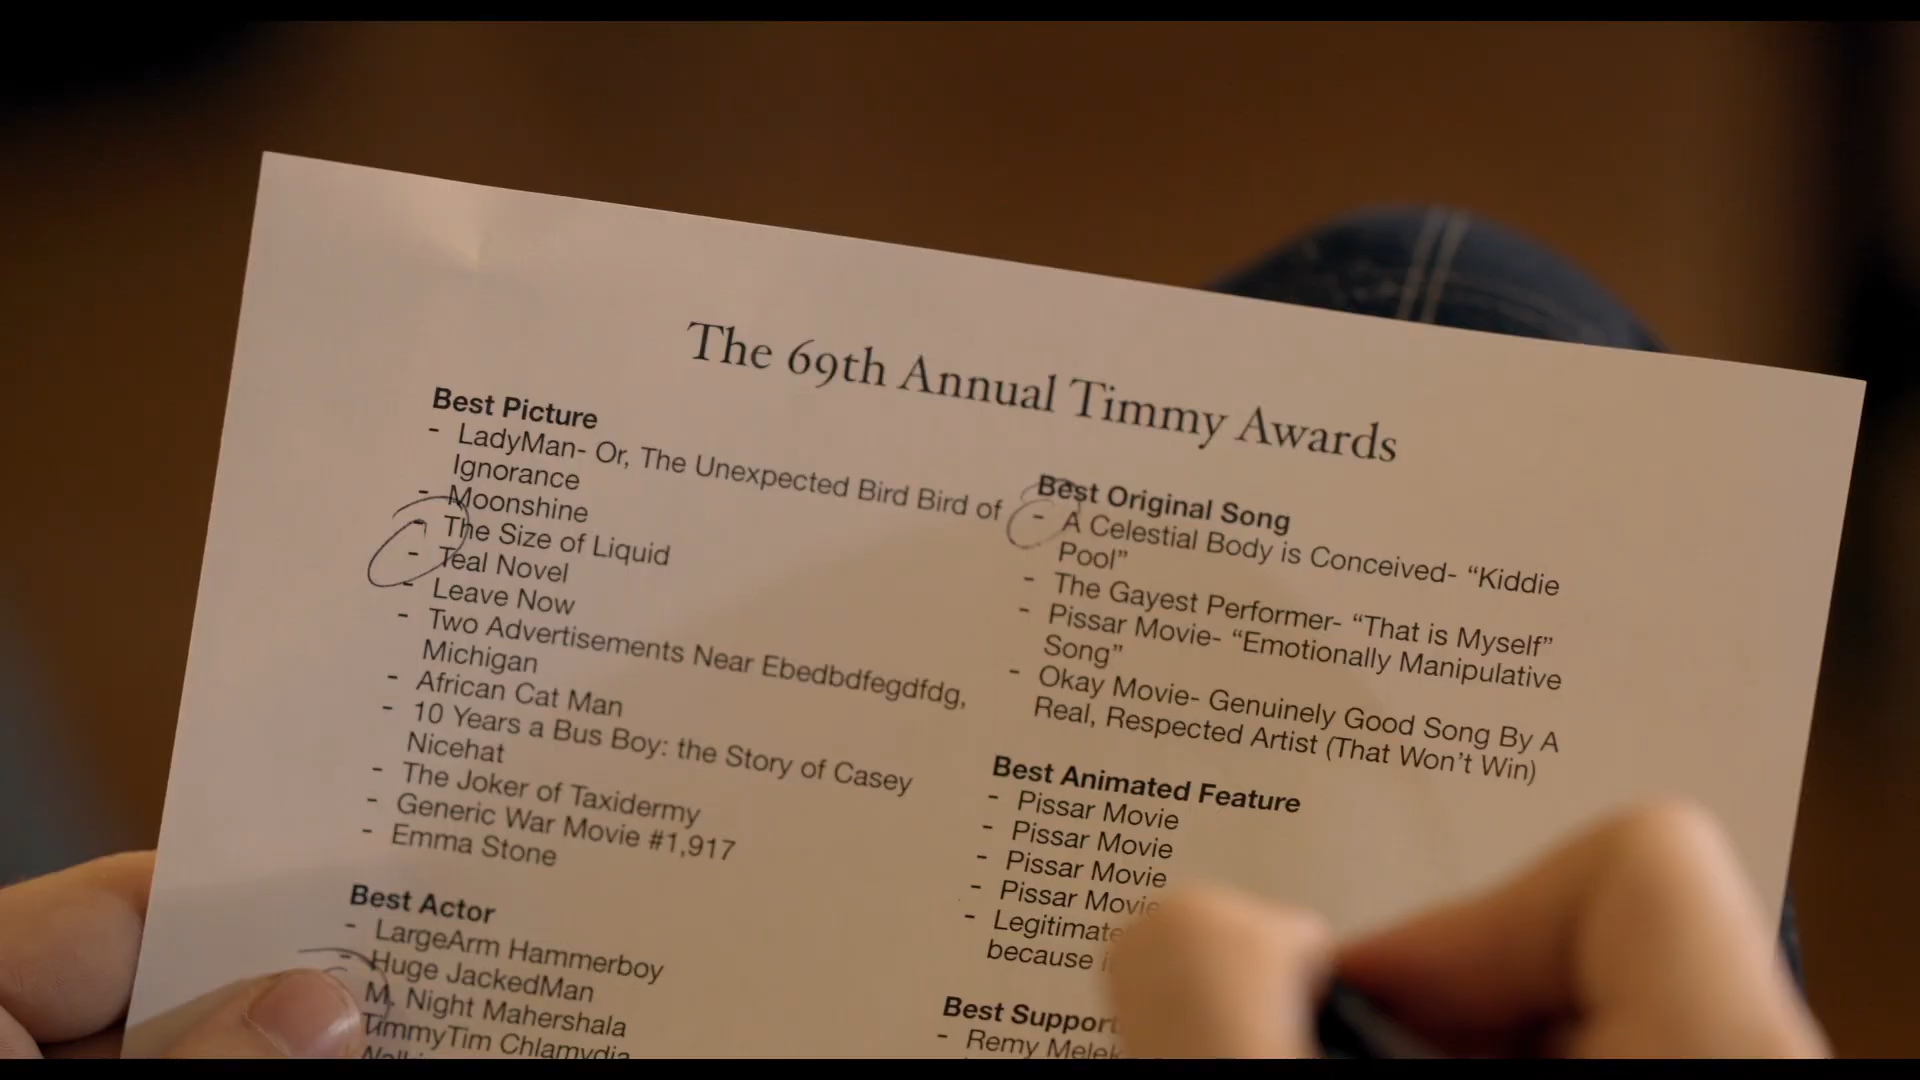 The 69th Annual Timmy Awards
Best Picture
- LadyMan- Or, The Unexpected Bird Bird of
Ignorance
- Moonshine
- The Size of Liquid
- Teal Novel
- Leave Now
- Two Advertisements Near Ebedbdfegdfdg,
Michigan
- African Cat Man
- 10 Years a Bus Boy: the Story of Casey
Nicehat
- The Joker of Taxidermy
- Generic War Movie #1,917
- Emma Stone
Best Actor
- LargeArm Hammerboy
- Huge JackedMan
M. Night Mahershala
TimmyTim Chlamydia
Best Original Song
- A Celestial Body is Conceived- “Kiddie
Pool”
- The Gayest Performer- “That is Myself”
- Pissar Movie- “Emotionally Manipulative
Song”
- Okay Movie- Genuinely Good Song By A
Real, Respected Artist (That Won’t Win)
Best Animated Feature
- Pissar Movie
- Pissar Movie
- Pissar Movie
- Pissar Movie
- Legitimate
because
Best Support
- Remy Melek